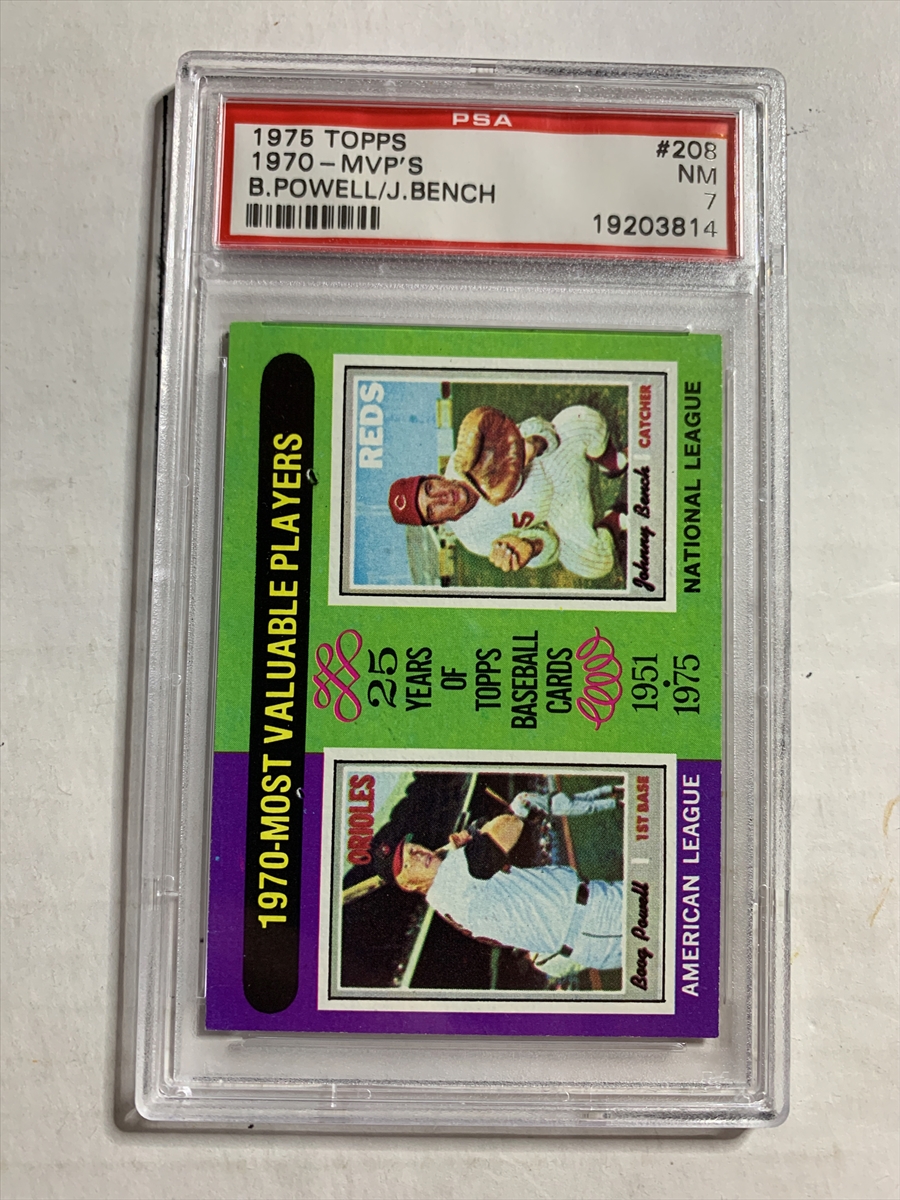 PSA
1975 TOPPS
#208
1970-MVP'S
NM
B.POWELL/J.BENCH
7
19203814
1970-MOST VALUABLE PLAYERS
ORIOLES
Boog Powell
1ST BASE
AMERICAN LEAGUE
25
YEARS
OF
TOPPS
BASEBALL
CARDS
1951
•
1975
REDS
C
5
Johnny Bench
CATCHER
NATIONAL LEAGUE